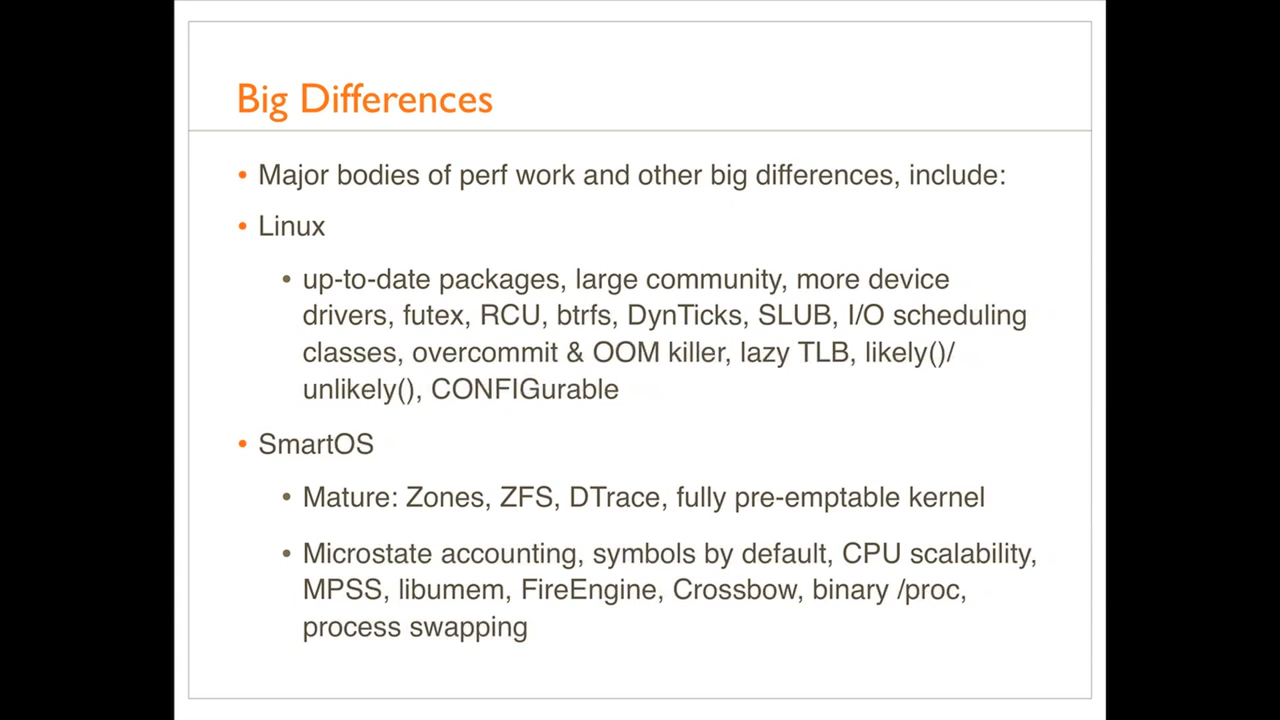 Big Differences
• Major bodies of perf work and other big differences, include:
• Linux
• up-to-date packages, large community, more device
drivers, futex, RCU, btrfs, DynTicks, SLUB, I/O scheduling
classes, overcommit & OOM killer, lazy TLB, likely()/
unlikely(), CONFIGurable
• SmartOS
• Mature: Zones, ZFS, DTrace, fully pre-emptable kernel
• Microstate accounting, symbols by default, CPU scalability,
MPSS, libumem, FireEngine, Crossbow, binary /proc,
process swapping